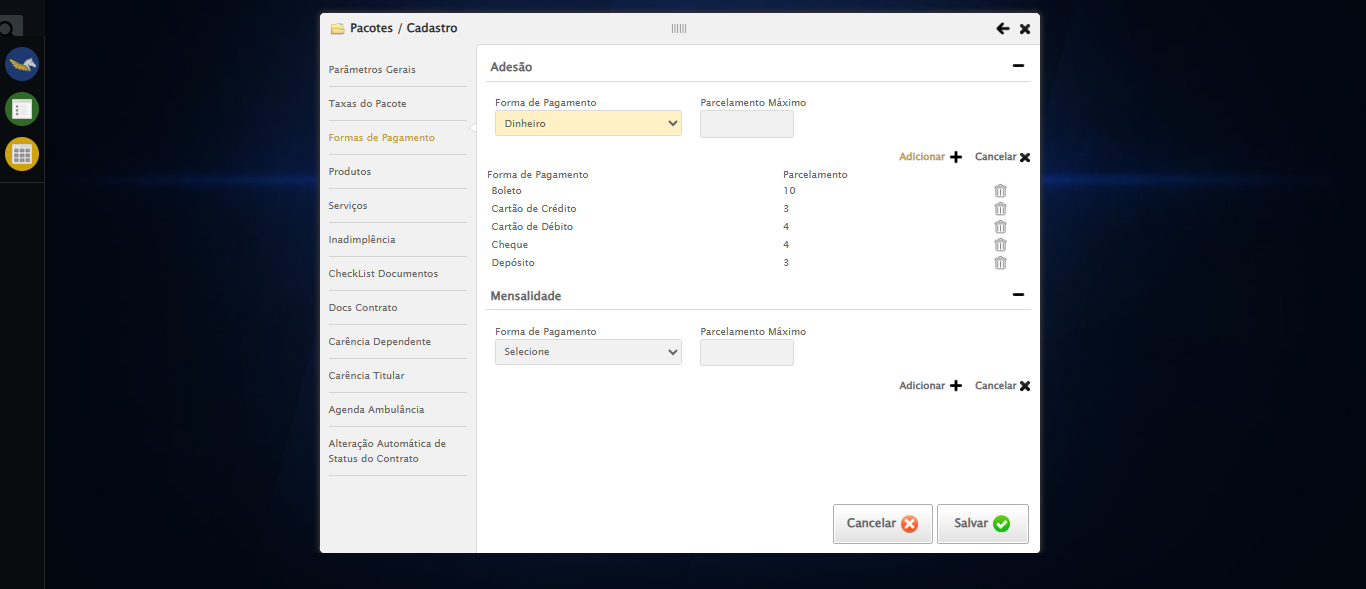 Pacotes / Cadastro
Parâmetros Gerais
Taxas do Pacote
Formas de Pagamento
Produtos
Serviços
Inadimplência
CheckList Documentos
Docs Contrato
Carência Dependente
Carência Titular
Agenda Ambulância
Alteração Automática de
Status do Contrato
Adesão
Forma de Pagamento Parcelamento Máximo
Dinheiro
Adicionar Cancelar
Forma de Pagamento Parcelamento
Boleto 10
Cartão de Crédito 3
Cartão de Débito 4
Cheque 4
Depósito 3
Mensalidade
Forma de Pagamento Parcelamento Máximo
Selecione
Adicionar Cancelar
Cancelar Salvar